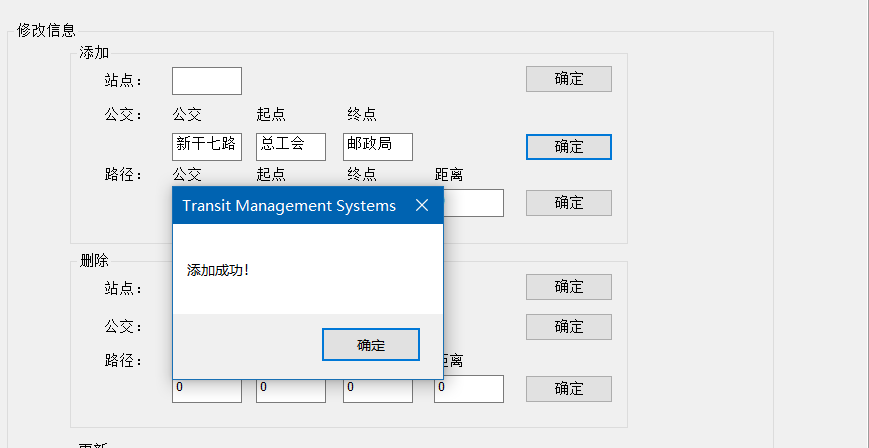 修改信息
添加
站点： 确定
公交： 公交 起点 终点
新干七路 总工会 邮政局 确定
路径： 公交 起点 终点 距离
确定
Transit Management Systems
添加成功！
确定
删除
站点： 确定
公交： 确定
路径： 距离
0 0 0 0 确定